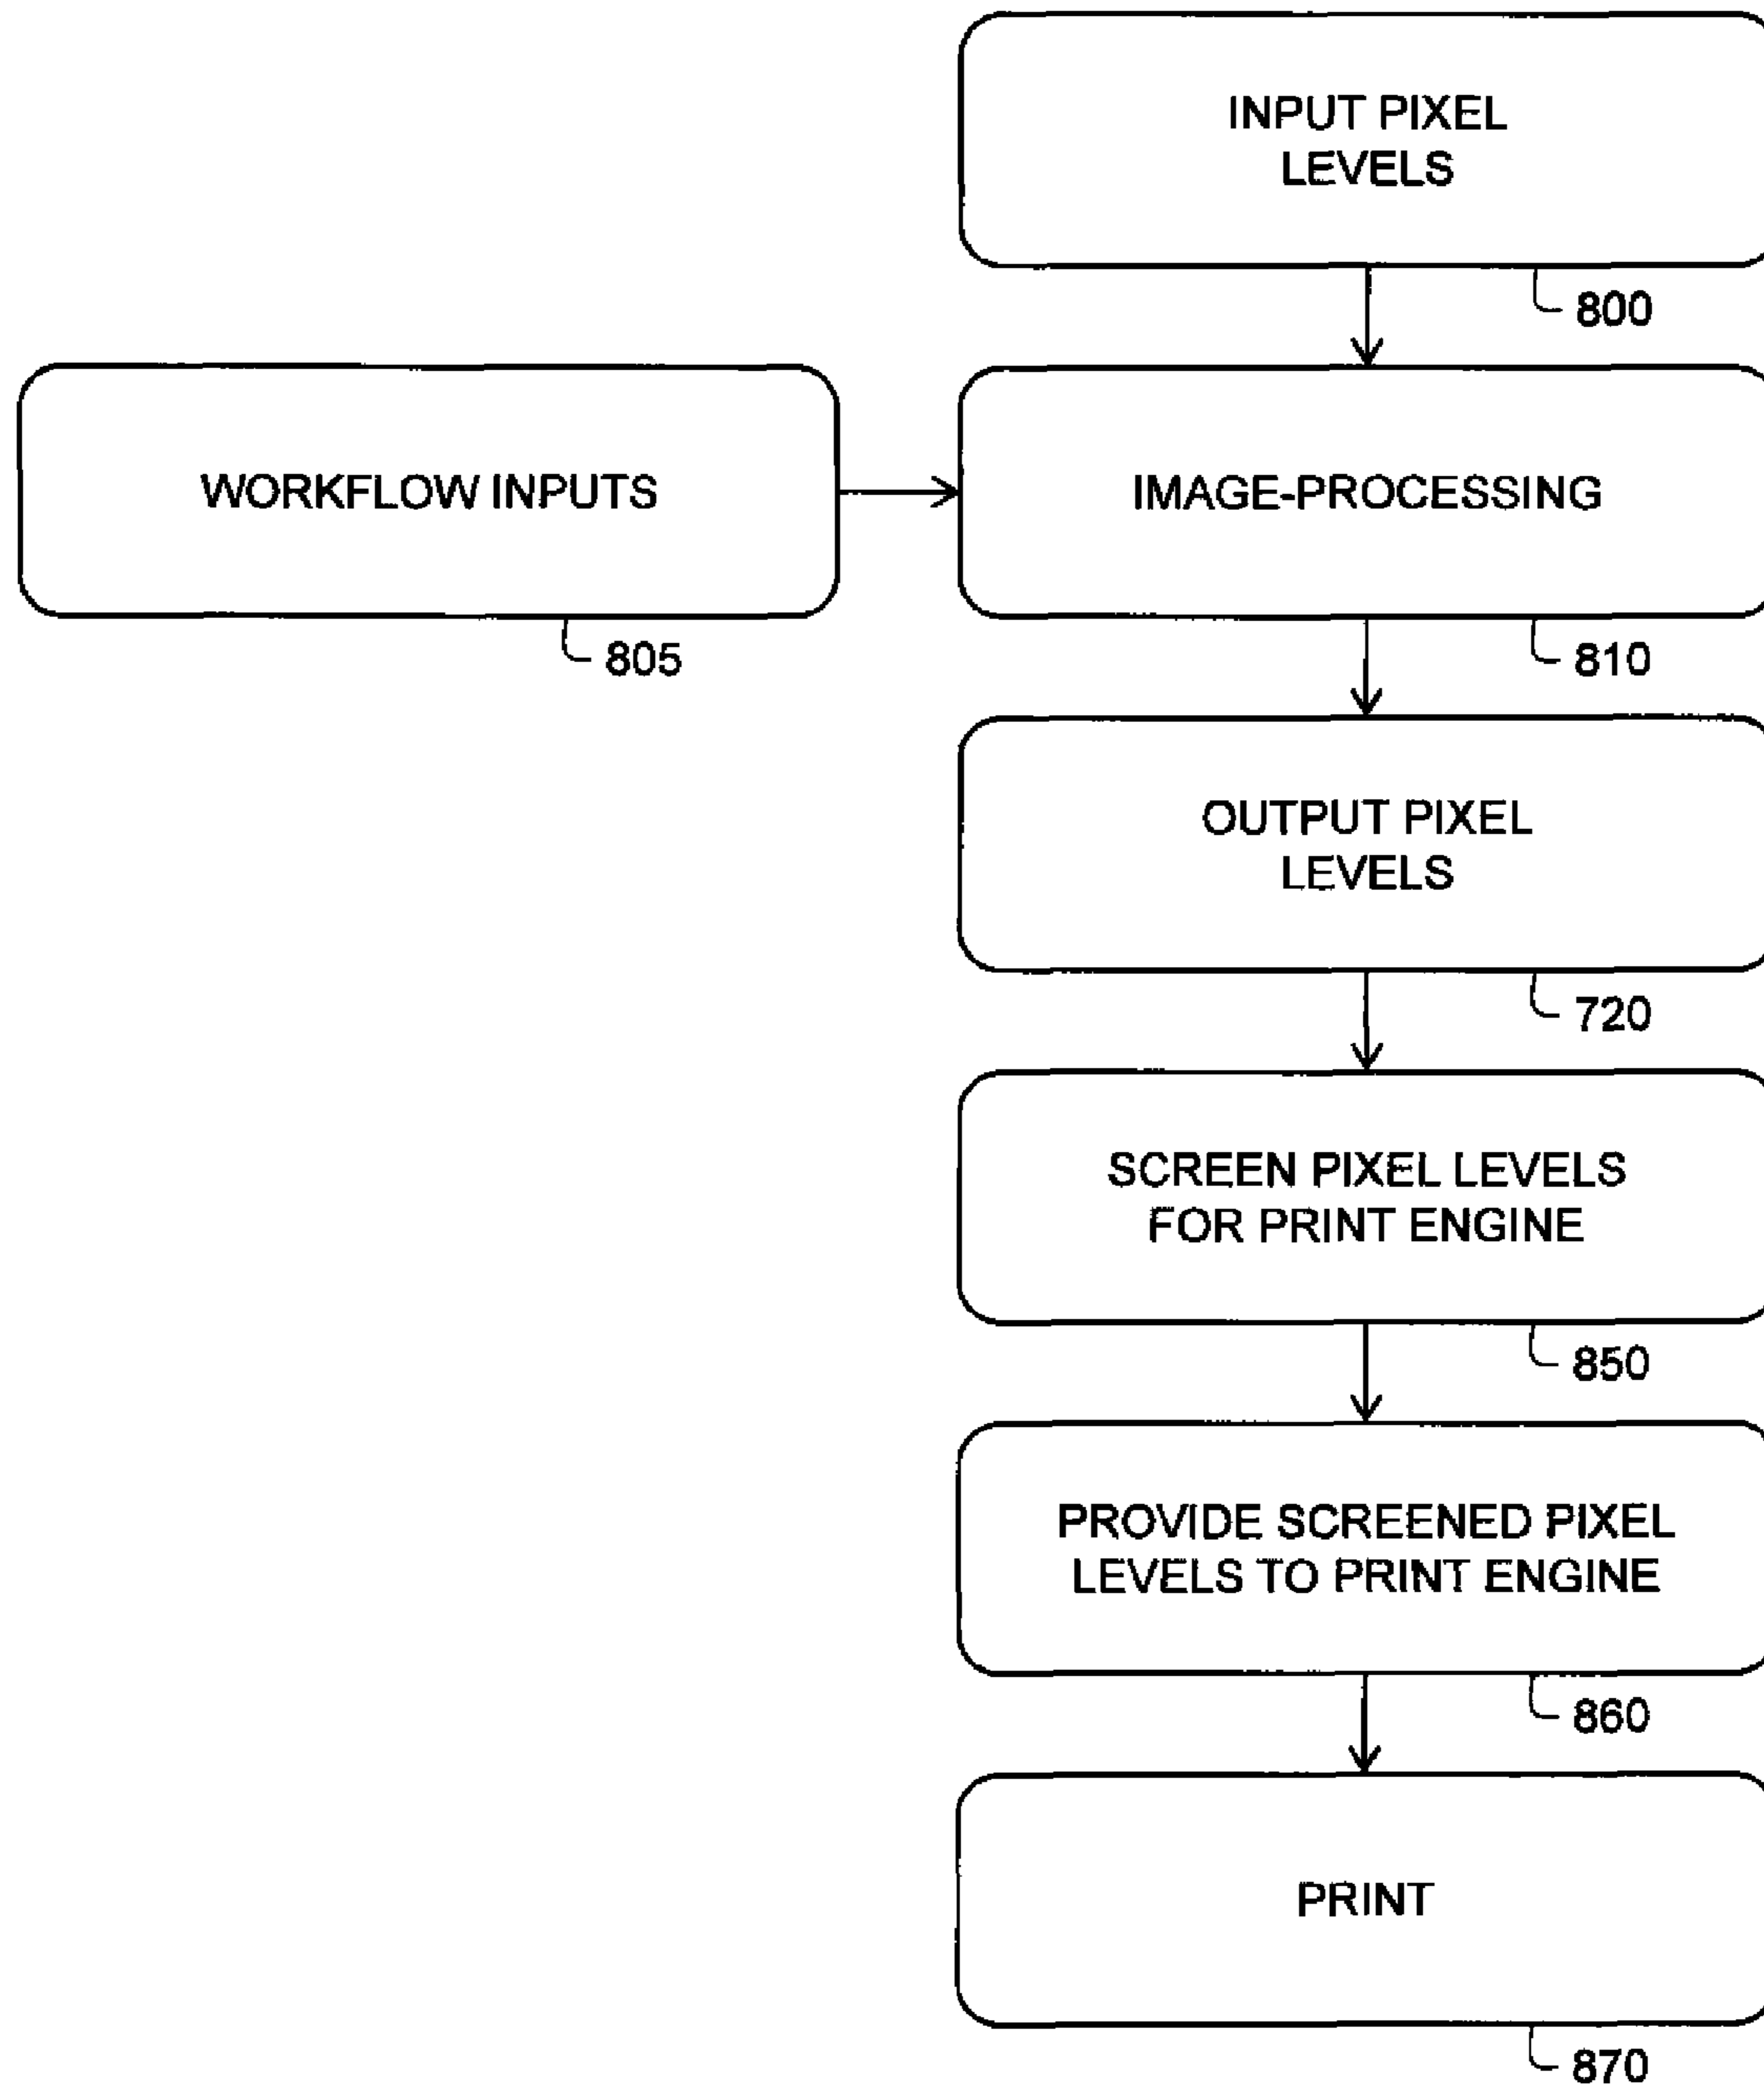 INPUT PIXEL
LEVELS
800
WORKFLOW INPUTS
805
IMAGE-PROCESSING
810
OUTPUT PIXEL
LEVELS
720
SCREEN PIXEL LEVELS
FOR PRINT ENGINE
850
PROVIDE SCREENED PIXEL
LEVELS TO PRINT ENGINE
860
PRINT
870